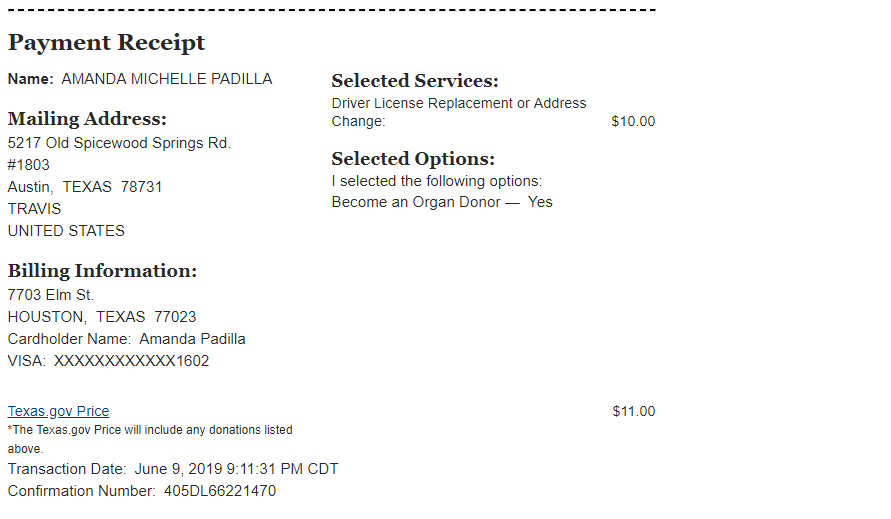 Payment Receipt
Name: AMANDA MICHELLE PADILLA
Mailing Address:
5217 Old Spicewood Springs Rd.
#1803
Austin, TEXAS 78731
TRAVIS
UNITED STATES
Billing Information:
7703 Elm St.
HOUSTON, TEXAS 77023
Cardholder Name: Amanda Padilla
VISA: XXXXXXXXXXXX1602
Selected Services:
Driver License Replacement or Address
Change: $10.00
Selected Options:
I selected the following options:
Become an Organ Donor — Yes
Texas.gov Price $11.00
*The Texas.gov Price will include any donations listed
above.
Transaction Date: June 9, 2019 9:11:31 PM CDT
Confirmation Number: 405DL66221470